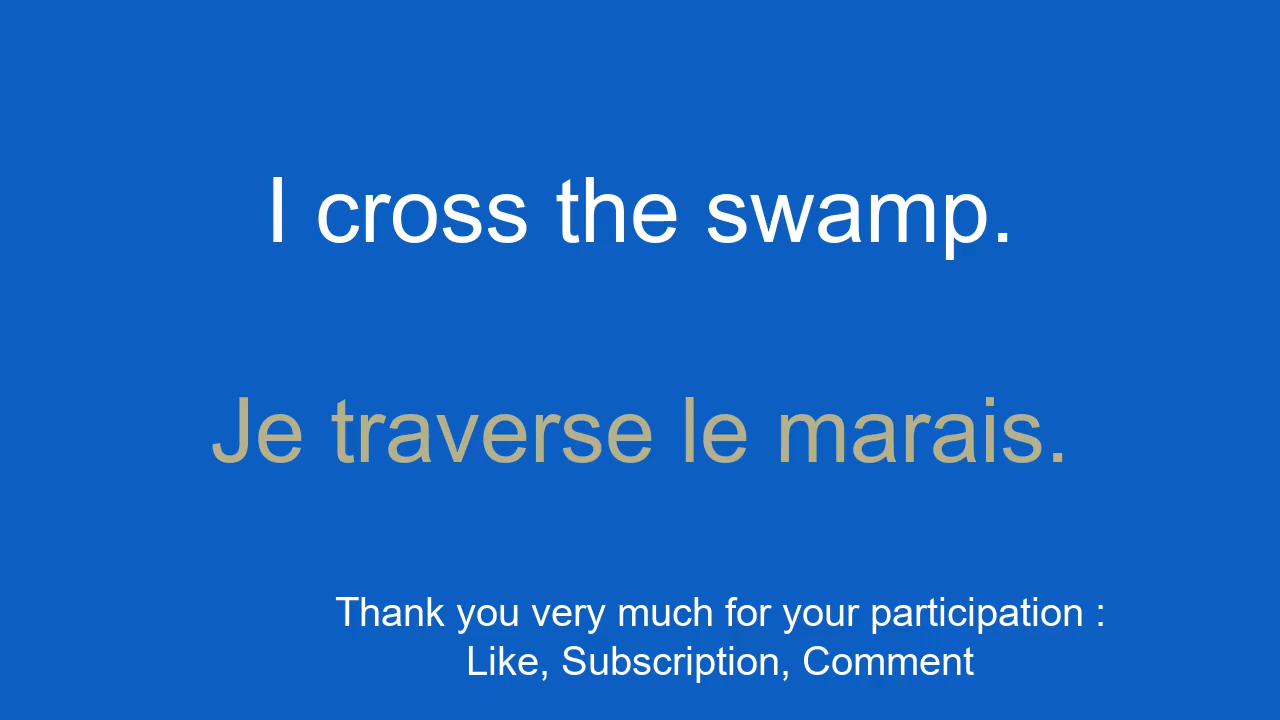 I cross the swamp.
Je traverse le marais.
Thank you very much for your participation :
Like, Subscription, Comment